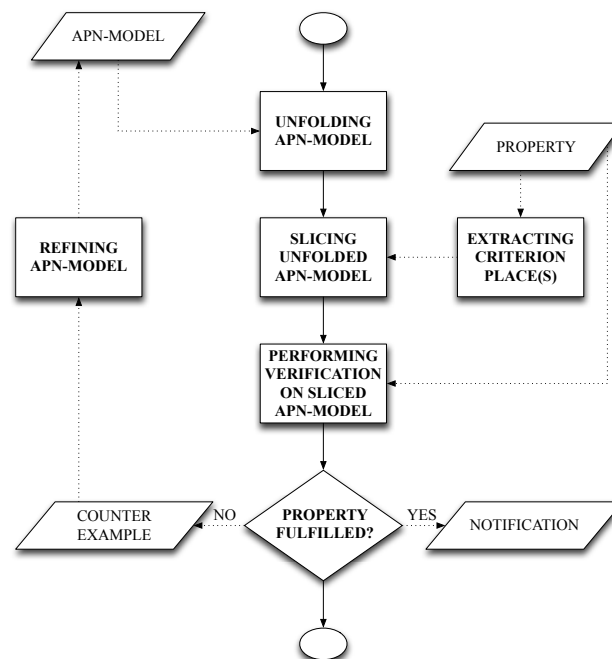 APN-MODEL
UNFOLDING
APN-MODEL
PROPERTY
REFINING
APN-MODEL
SLICING
UNFOLDED
APN-MODEL
EXTRACTING
CRITERION
PLACE(S)
PERFORMING
VERIFICATION
ON SLICED
APN-MODEL
COUNTER
EXAMPLE
NO
PROPERTY
FULFILLED?
YES
NOTIFICATION